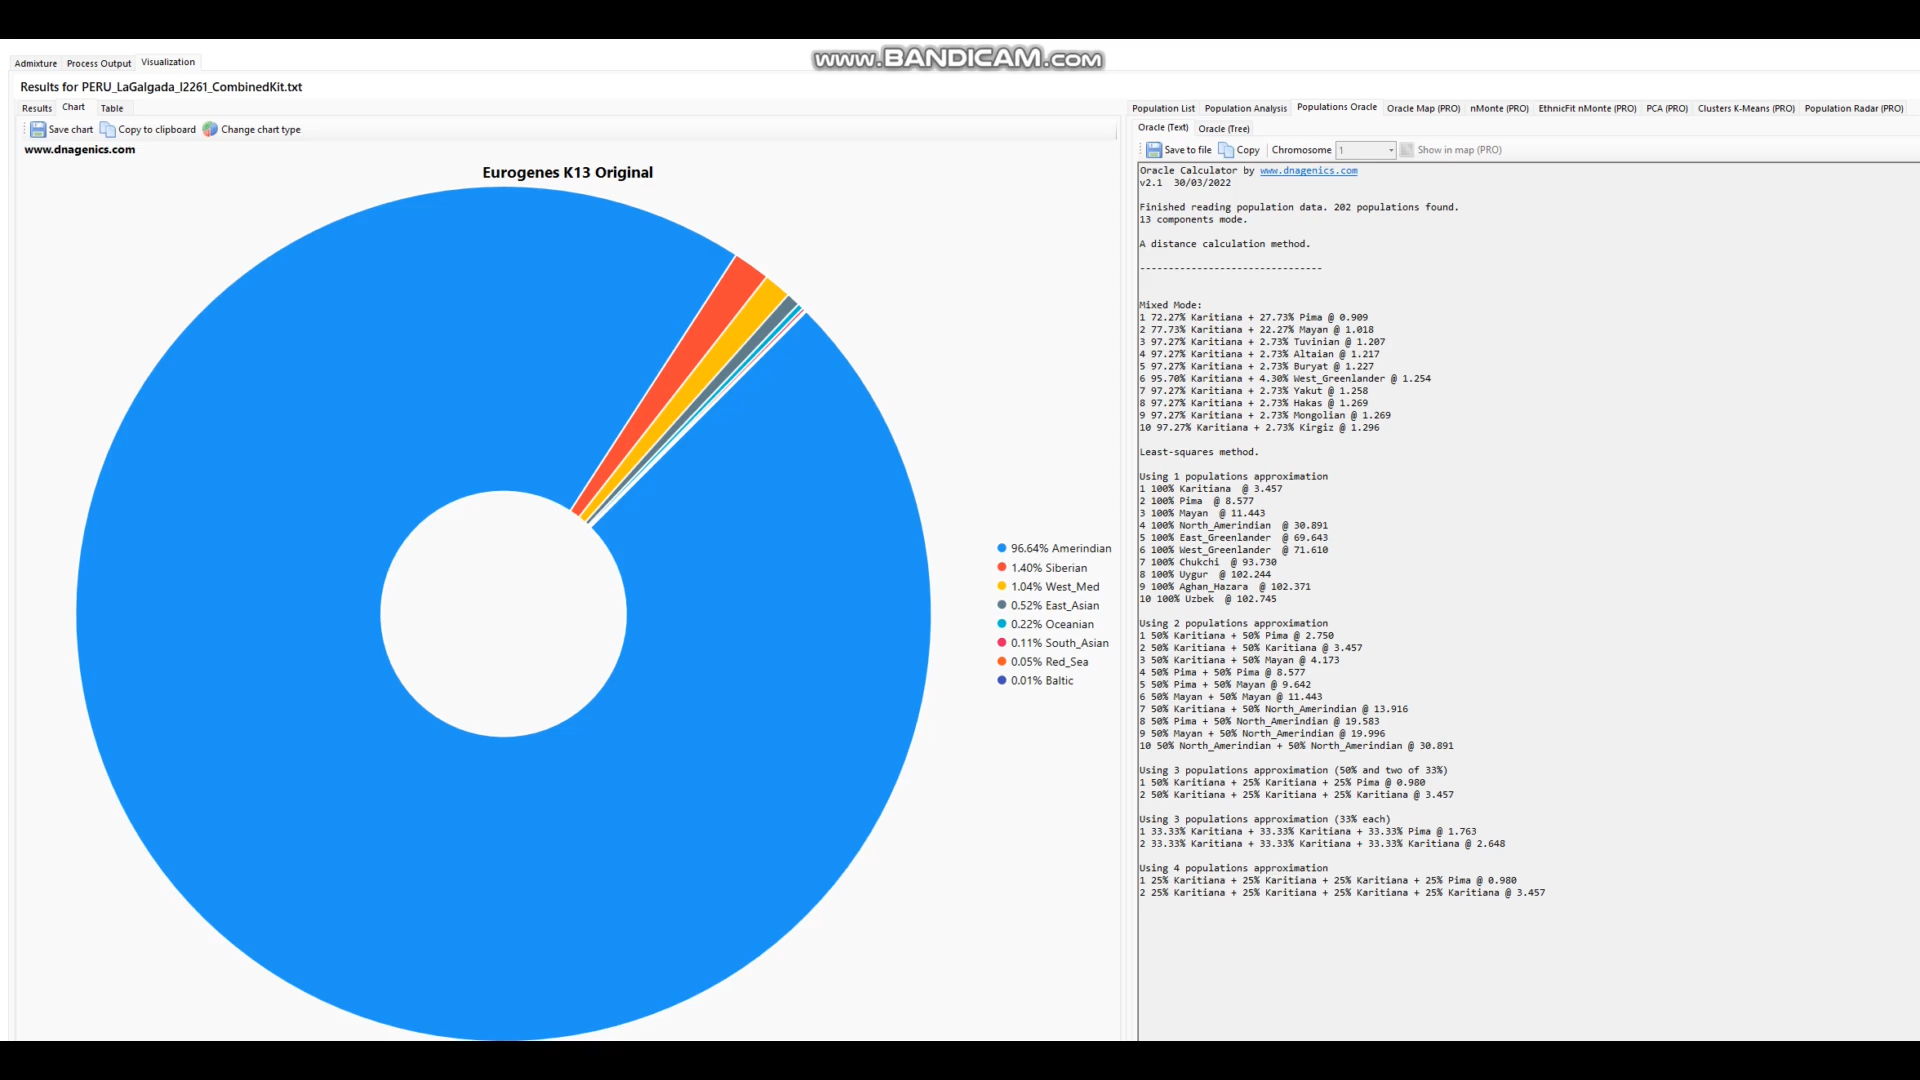 www.BANDICAM.com
Admixture Process Output Visualization
Results for PERU_LaGalgada_I2261_CombinedKit.txt
Results Chart Table
Save chart Copy to clipboard Change chart type
www.dnagenics.com
Eurogenes K13 Original
96.64% Amerindian
1.40% Siberian
1.04% West_Med
0.52% East_Asian
0.22% Oceanian
0.11% South_Asian
0.05% Red_Sea
0.01% Baltic
Population List Population Analysis Populations Oracle Oracle Map (PRO) nMonte (PRO) EthnicFit nMonte (PRO) PCA (PRO) Clusters K-Means (PRO) Population Radar (PRO)
Oracle (Text) Oracle (Tree)
Save to file Copy Chromosome 1 Show in map (PRO)
Oracle Calculator by www.dnagenics.com
v2.1 30/03/2022
Finished reading population data. 202 populations found.
13 components mode.
A distance calculation method.
--------------------------------
Mixed Mode:
1 72.27% Karitiana + 27.73% Pima @ 0.909
2 77.73% Karitiana + 22.27% Mayan @ 1.018
3 97.27% Karitiana + 2.73% Tuvinian @ 1.207
4 97.27% Karitiana + 2.73% Altaian @ 1.217
5 97.27% Karitiana + 2.73% Buryat @ 1.227
6 95.70% Karitiana + 4.30% West_Greenlander @ 1.254
7 97.27% Karitiana + 2.73% Yakut @ 1.258
8 97.27% Karitiana + 2.73% Hakas @ 1.269
9 97.27% Karitiana + 2.73% Mongolian @ 1.269
10 97.27% Karitiana + 2.73% Kirgiz @ 1.296
Least-squares method.
Using 1 populations approximation
1 100% Karitiana @ 3.457
2 100% Pima @ 8.577
3 100% Mayan @ 11.443
4 100% North_Amerindian @ 30.891
5 100% East_Greenlander @ 69.643
6 100% West_Greenlander @ 71.610
7 100% Chukchi @ 93.730
8 100% Uygur @ 102.244
9 100% Aghan_Hazara @ 102.371
10 100% Uzbek @ 102.745
Using 2 populations approximation
1 50% Karitiana + 50% Pima @ 2.750
2 50% Karitiana + 50% Karitiana @ 3.457
3 50% Karitiana + 50% Mayan @ 4.173
4 50% Pima + 50% Pima @ 8.577
5 50% Pima + 50% Mayan @ 9.642
6 50% Mayan + 50% Mayan @ 11.443
7 50% Karitiana + 50% North_Amerindian @ 13.916
8 50% Pima + 50% North_Amerindian @ 19.583
9 50% Mayan + 50% North_Amerindian @ 19.996
10 50% North_Amerindian + 50% North_Amerindian @ 30.891
Using 3 populations approximation (50% and two of 33%)
1 50% Karitiana + 25% Karitiana + 25% Pima @ 0.980
2 50% Karitiana + 25% Karitiana + 25% Karitiana @ 3.457
Using 3 populations approximation (33% each)
1 33.33% Karitiana + 33.33% Karitiana + 33.33% Pima @ 1.763
2 33.33% Karitiana + 33.33% Karitiana + 33.33% Karitiana @ 2.648
Using 4 populations approximation
1 25% Karitiana + 25% Karitiana + 25% Karitiana + 25% Pima @ 0.980
2 25% Karitiana + 25% Karitiana + 25% Karitiana + 25% Karitiana @ 3.457